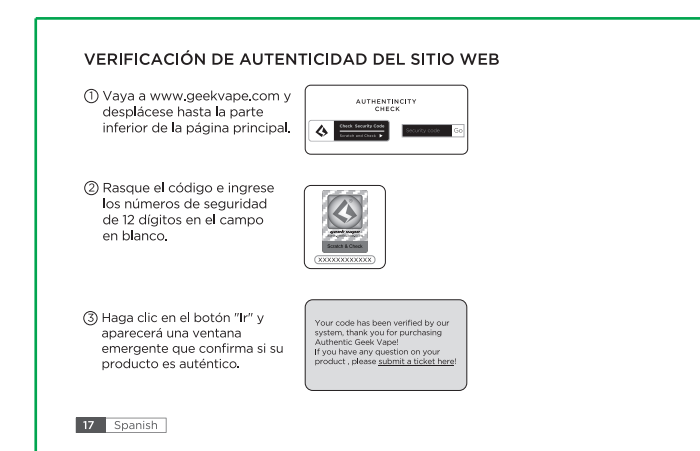 VERIFICACIÓN DE AUTENTICIDAD DEL SITIO WEB
1 Vaya a www.geekvape.com y
desplácese hasta la parte
inferior de la página principal.
AUTHENTINCITY
CHECK
Check Security Code
Scratch and Check
Security code Go
2 Rasque el código e ingrese
los números de seguridad
de 12 dígitos en el campo
en blanco.
geek vape
Scratch & Check
(XXXXXXXXXXXX)
3 Haga clic en el botón "Ir" y
aparecerá una ventana
emergente que confirma si su
producto es auténtico.
Your code has been verified by our
system, thank you for purchasing
Authentic Geek Vape!
If you have any question on your
product , please submit a ticket here!
17 Spanish